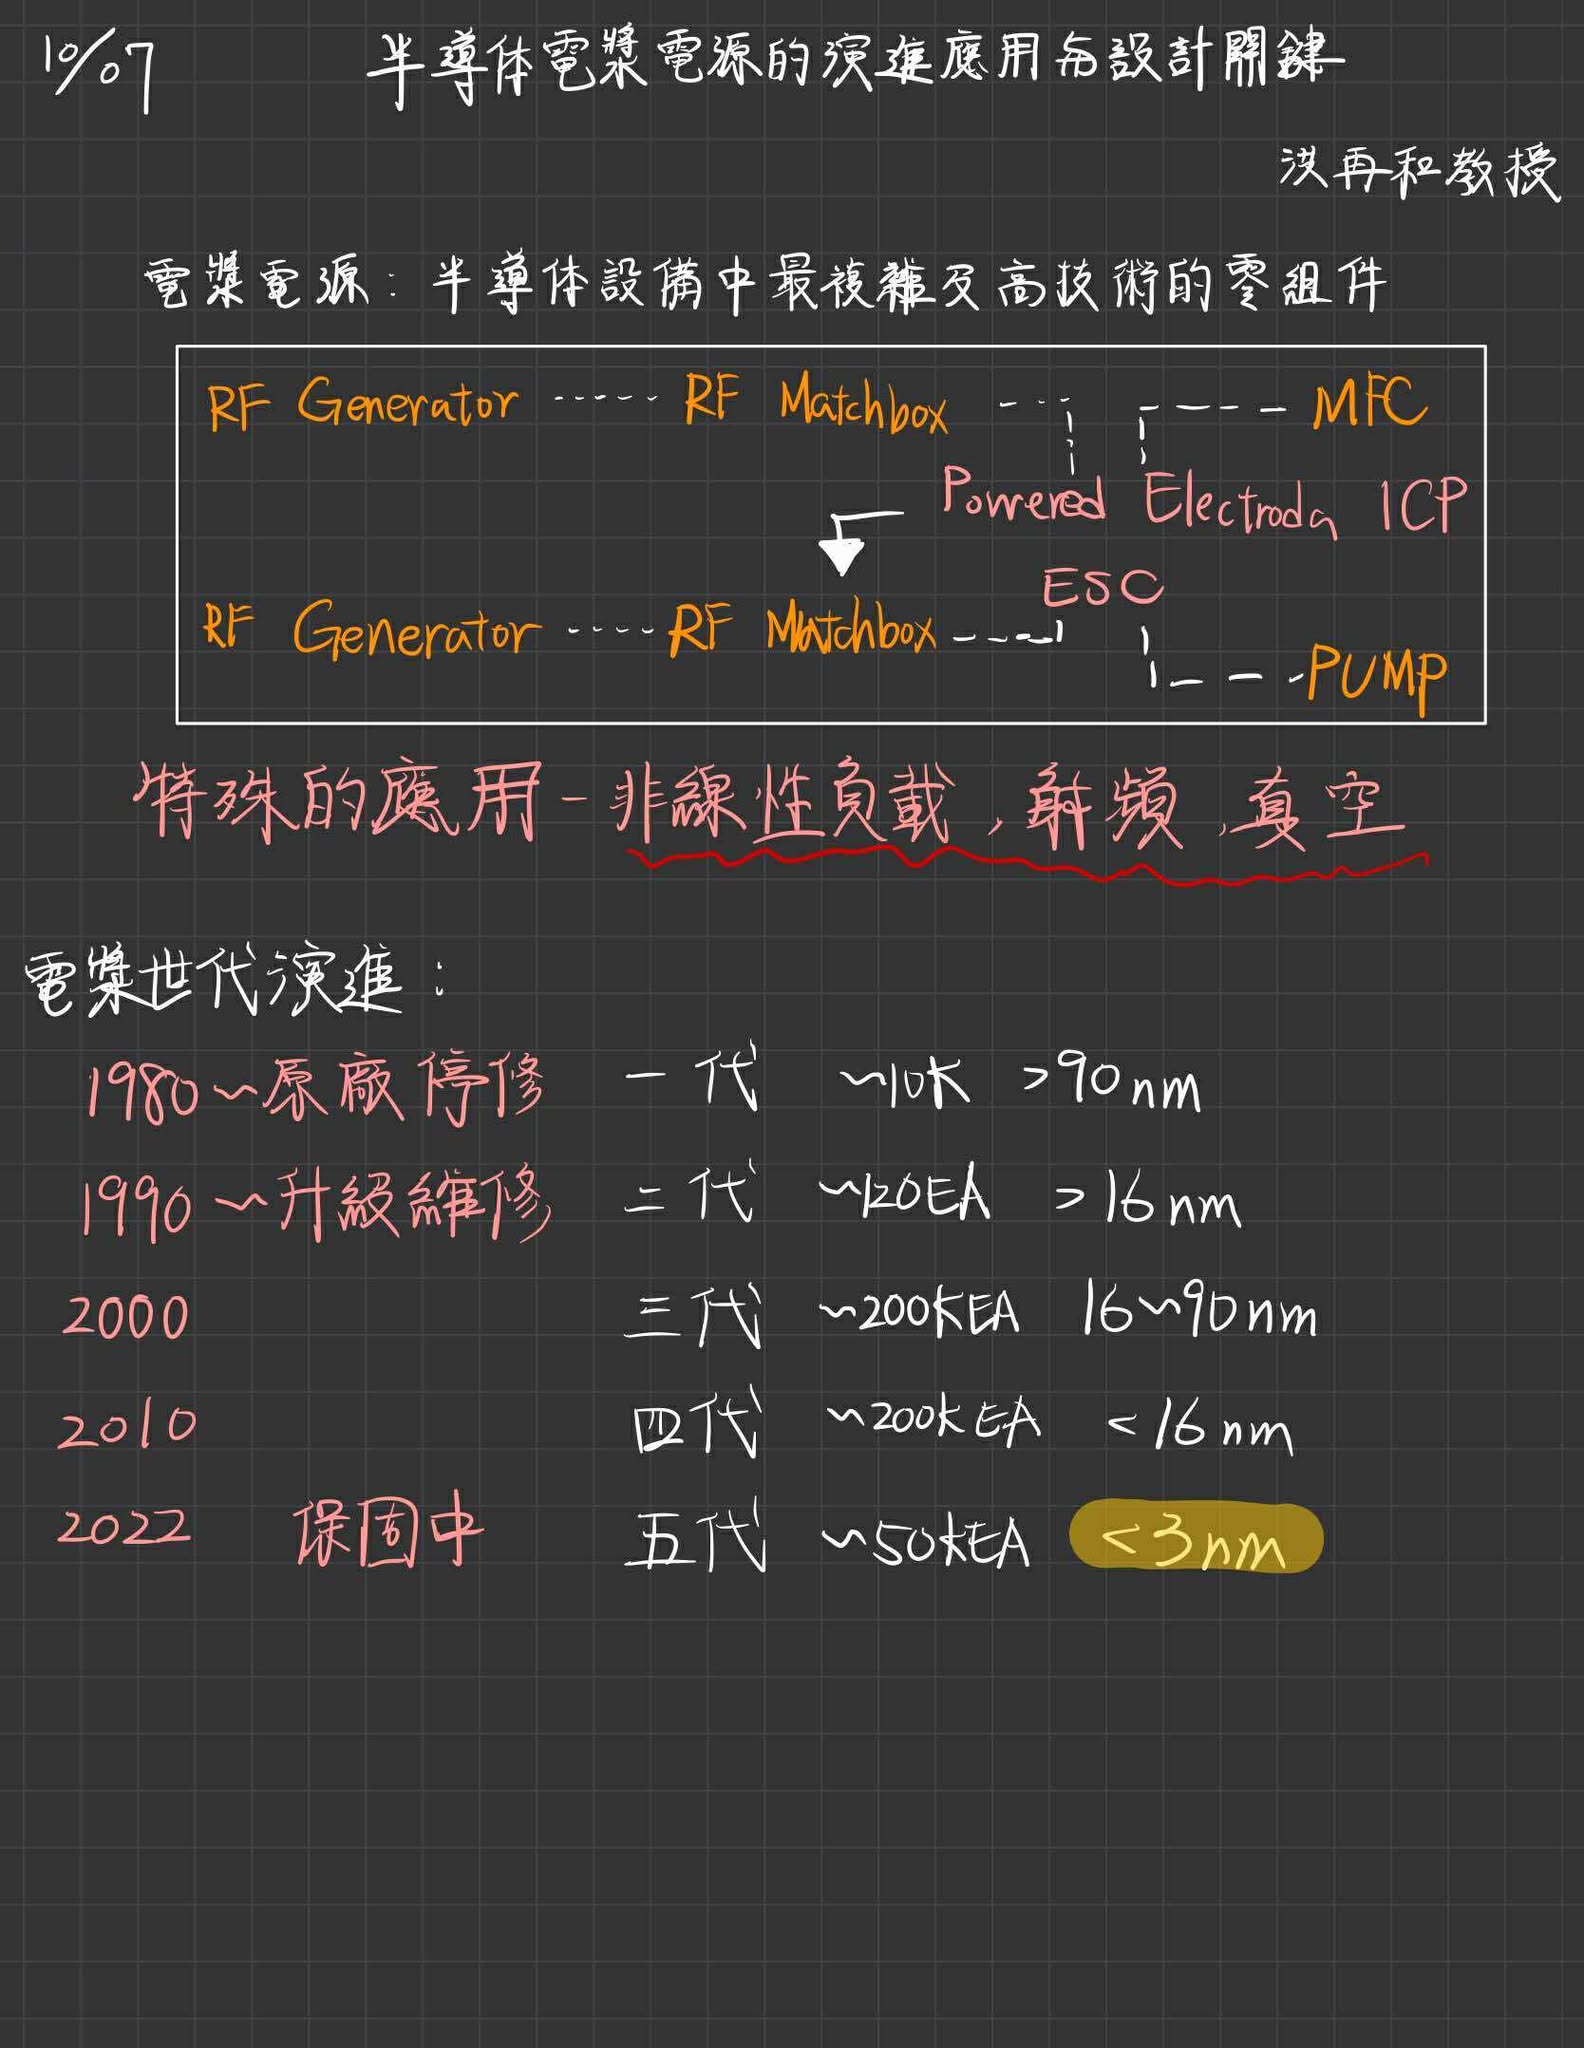 10/07 半導体電漿電源的演進應用与設計關鍵
洪再和教授
電漿電源：半導体設備中最複雜及高技術的零組件
RF Generator ----- RF Matchbox --- ---- MFC
Powered Electroda ICP
ESC
RF Generator ---- RF Matchbox ---- --- PUMP
特殊的應用-非線性負載，射頻，真空
電漿世代演進：
1980～原廠停修 一代 ～10K >90nm
1990～升級維修 二代 ～120EA >16nm
2000 三代 ～200KEA 16～90nm
2010 四代 ～200KEA <16nm
2022 保固中 五代 ～50KEA <3nm